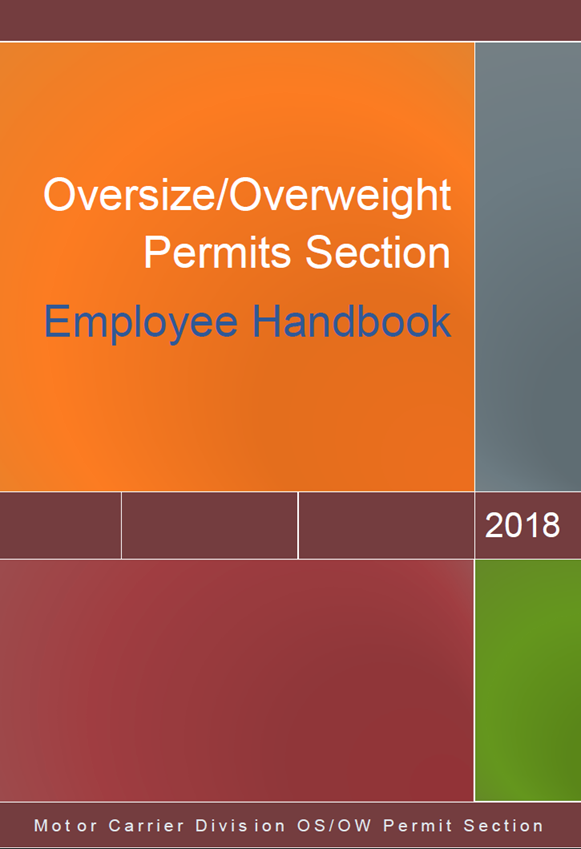 Oversize/Overweight
Permits Section
Employee Handbook
2018
Motor Carrier Division OS/OW Permit Section